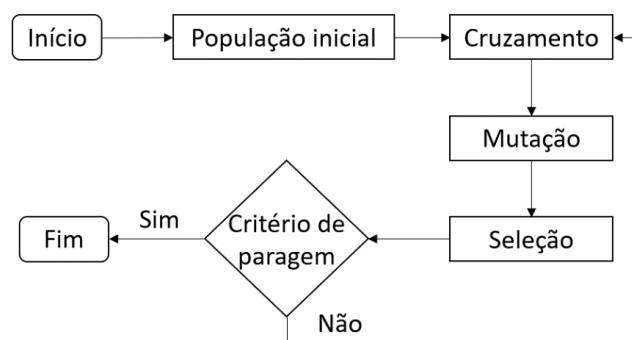 Início
População inicial
Cruzamento
Mutação
Seleção
Critério de
paragem
Sim
Fim
Não